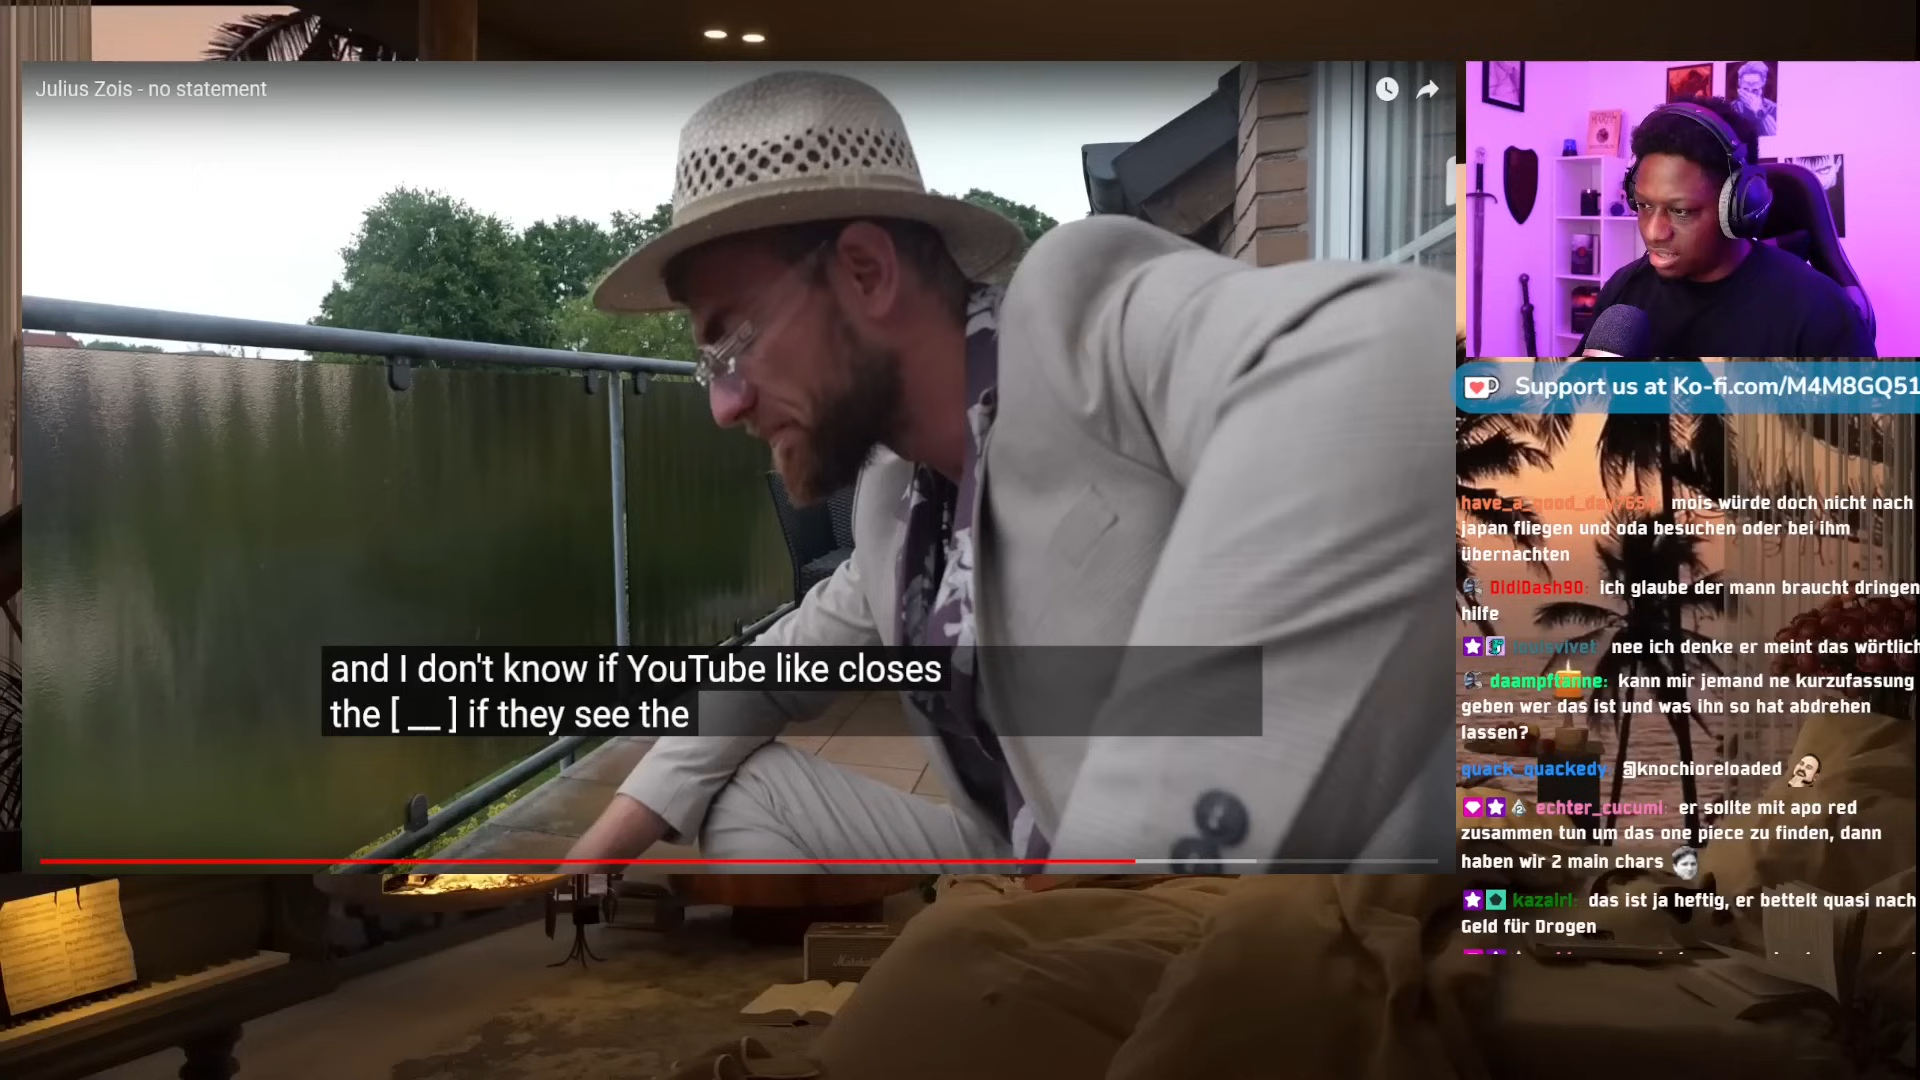 Julius Zois - no statement
and I don't know if YouTube like closes
the [ __ ] if they see the
Support us at Ko-fi.com/M4M8GQ51
mois würde doch nicht nach
japan fliegen und oda besuchen oder bei ihm
übernachten
DidiDash90: ich glaube der mann braucht dringen
hilfe
louisvivet nee ich denke er meint das wörtlich
daampftanne: kann mir jemand ne kurzufassung
geben wer das ist und was ihn so hat abdrehen
lassen?
quack_quackedy @knochioreloaded
echter_cucumi: er sollte mit apo red
zusammen tun um das one piece zu finden, dann
haben wir 2 main chars
kazairi: das ist ja heftig, er bettelt quasi nach
Geld für Drogen